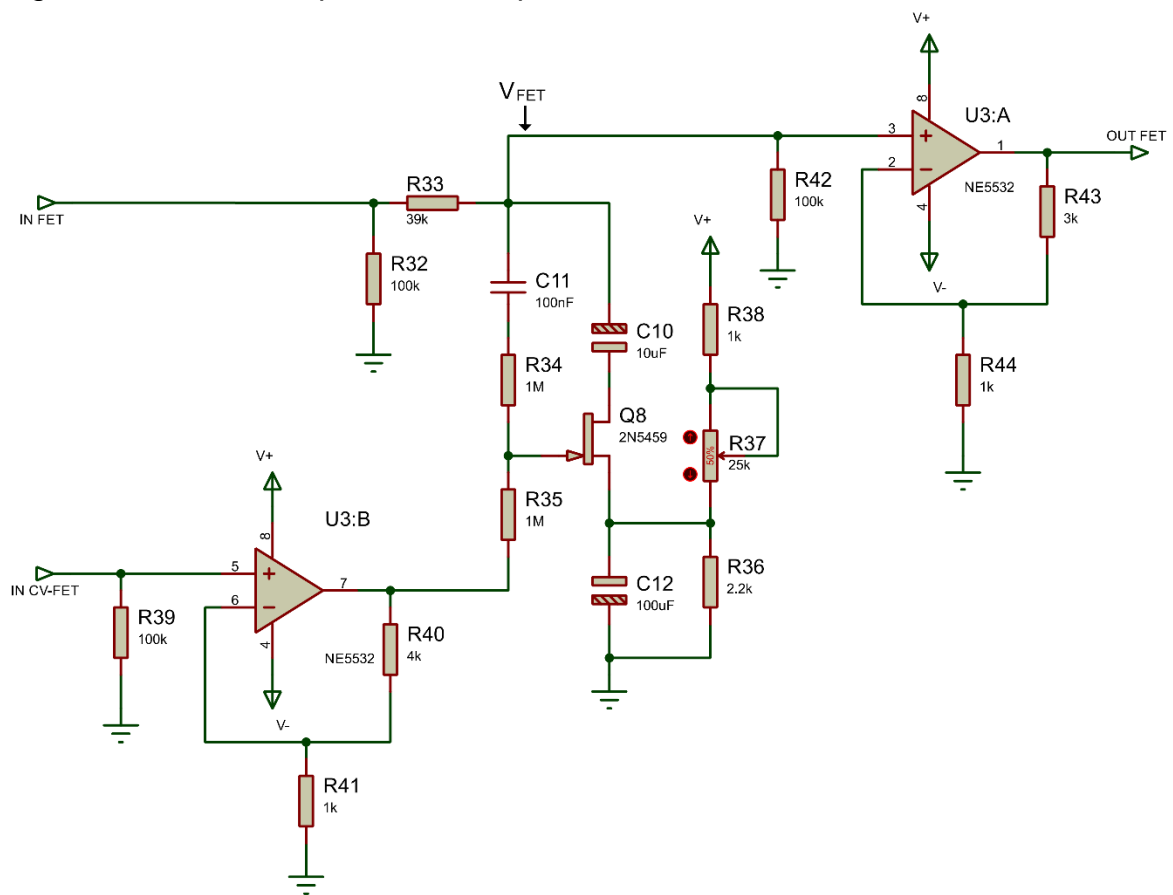 V+
8
U3:A
VFET
3
1
OUT FET
2
NE5532
4
R33
39k
IN FET
R42
100k
R43
3k
V+
V-
R32
100k
C11
100nF
R38
1k
C10
10uF
R44
1k
R34
1M
Q8
2N5459
50%
R37
25k
V+
R35
1M
U3:B
8
IN CV-FET
5
7
6
C12
100uF
R36
2.2k
R39
100k
4
NE5532
R40
4k
V-
R41
1k